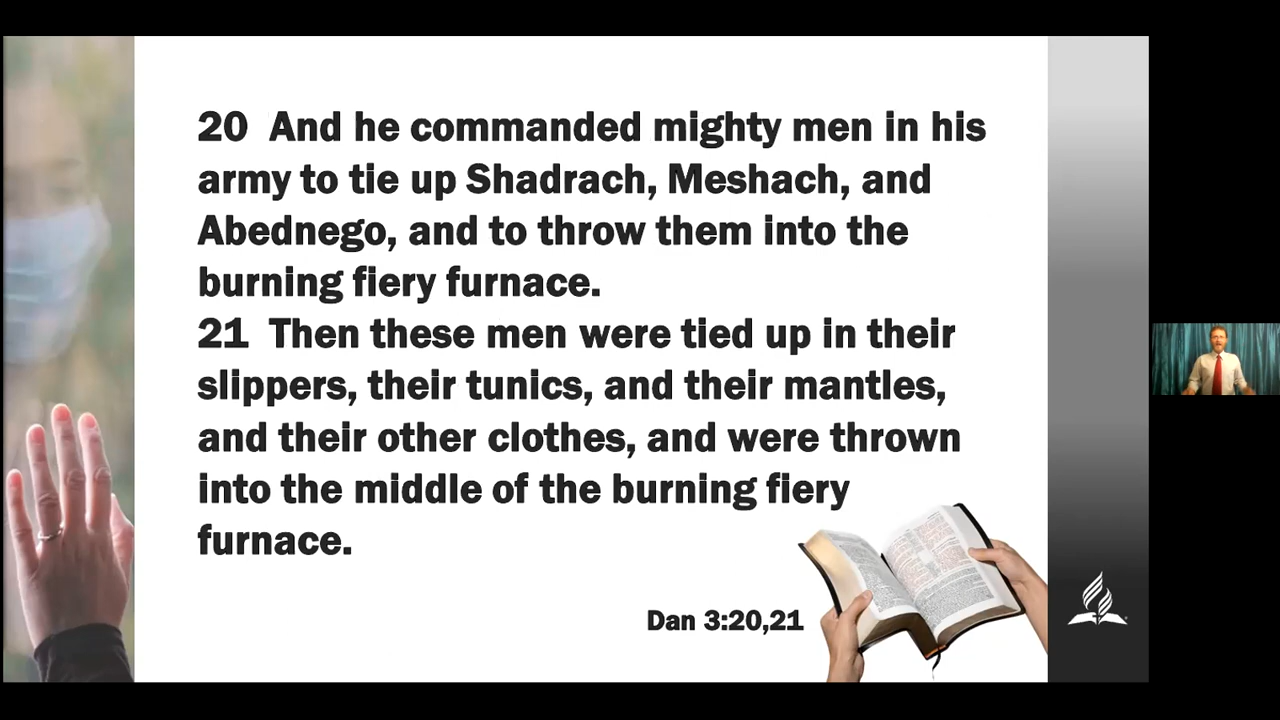 20  And he commanded mighty men in his
army to tie up Shadrach, Meshach, and
Abednego, and to throw them into the
burning fiery furnace.
21  Then these men were tied up in their
slippers, their tunics, and their mantles,
and their other clothes, and were thrown
into the middle of the burning fiery
furnace.
Dan 3:20,21